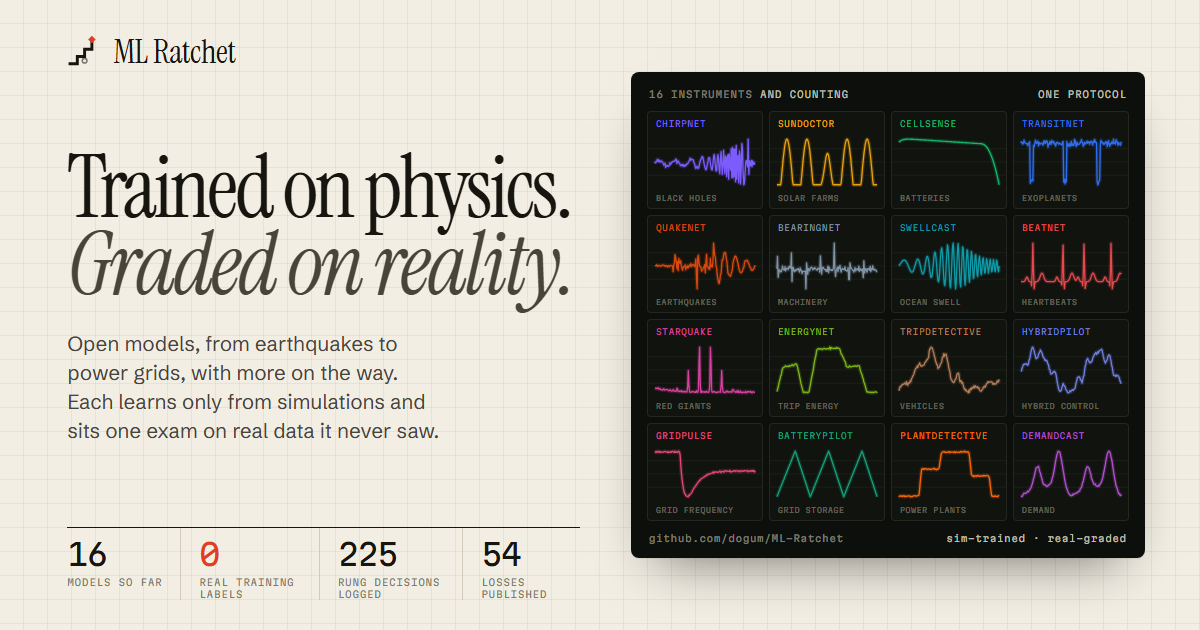 ML Ratchet
Trained on physics.
Graded on reality.
Open models, from earthquakes to
power grids, with more on the way.
Each learns only from simulations and
sits one exam on real data it never saw.
16
MODELS SO FAR
0
REAL TRAINING
LABELS
225
RUNG DECISIONS
LOGGED
54
LOSSES
PUBLISHED
16 INSTRUMENTS AND COUNTING
ONE PROTOCOL
CHIRPNET
BLACK HOLES
SUNDOCTOR
SOLAR FARMS
CELLSENSE
BATTERIES
TRANSITNET
EXOPLANETS
QUAKENET
EARTHQUAKES
BEARINGNET
MACHINERY
SWELLCAST
OCEAN SWELL
BEATNET
HEARTBEATS
STARQUAKE
RED GIANTS
ENERGYNET
TRIP ENERGY
TRIPDETECTIVE
VEHICLES
HYBRIDPILOT
HYBRID CONTROL
GRIDPULSE
GRID FREQUENCY
BATTERYPILOT
GRID STORAGE
PLANTDETECTIVE
POWER PLANTS
DEMANDCAST
DEMAND
github.com/dogum/ML-Ratchet
sim-trained · real-graded